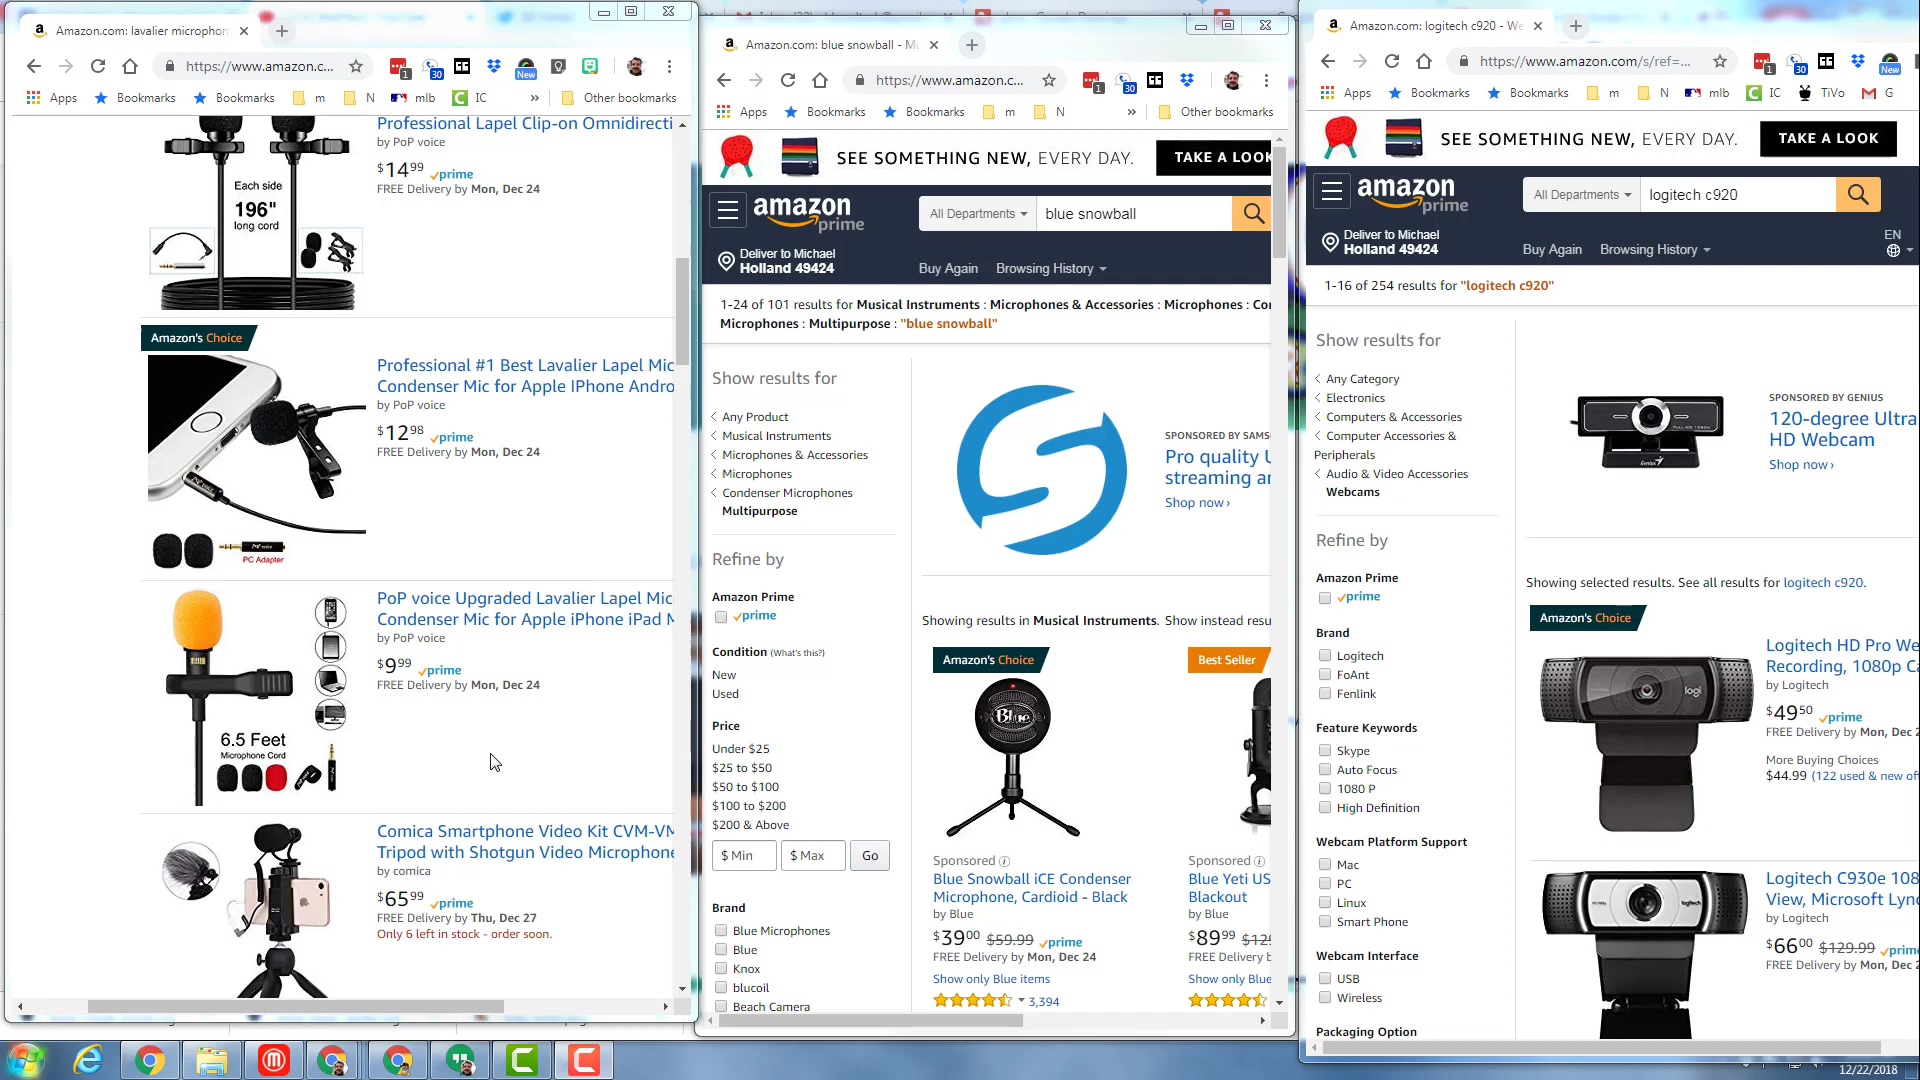 Amazon.com: lavalier microphon
https://www.amazon.c...
1
30
New
Apps
Bookmarks
Bookmarks
m
N
mlb
IC
»
Other bookmarks
Professional Lapel Clip-on Omnidirecti
by PoP voice
$14 99 prime
FREE Delivery by Mon, Dec 24
Each side
196"
long cord
Amazon's Choice
Professional #1 Best Lavalier Lapel Mic
Condenser Mic for Apple IPhone Andro
by PoP voice
$12 98 prime
FREE Delivery by Mon, Dec 24
PC Adapter
PoP voice Upgraded Lavalier Lapel Mic
Condenser Mic for Apple iPhone iPad M
by PoP voice
$9 99 prime
FREE Delivery by Mon, Dec 24
6.5 Feet
Microphone Cord
Comica Smartphone Video Kit CVM-VM
Tripod with Shotgun Video Microphone
by comica
$65 99 prime
FREE Delivery by Thu, Dec 27
Only 6 left in stock - order soon.
Amazon.com: blue snowball - Mu
https://www.amazon.c...
1
30
Apps
Bookmarks
Bookmarks
m
N
»
Other bookmarks
SEE SOMETHING NEW, EVERY DAY.
TAKE A LOOK
amazon
prime
All Departments
blue snowball
Deliver to Michael
Holland 49424
Buy Again
Browsing History
1-24 of 101 results for Musical Instruments : Microphones & Accessories : Microphones : Co
Microphones : Multipurpose : "blue snowball"
Show results for
Any Product
Musical Instruments
Microphones & Accessories
Microphones
Condenser Microphones
Multipurpose
Refine by
Amazon Prime
prime
Condition (What's this?)
New
Used
Price
Under $25
$25 to $50
$50 to $100
$100 to $200
$200 & Above
$ Min
$ Max
Go
Brand
Blue Microphones
Blue
Knox
blucoil
Beach Camera
SPONSORED BY SAMS
Pro quality U
streaming an
Shop now ›
Showing results in Musical Instruments. Show instead resu
Amazon's Choice
Blue
Sponsored
Blue Snowball iCE Condenser
Microphone, Cardioid - Black
by Blue
$39 00 $59.99 prime
FREE Delivery by Mon, Dec 24
Show only Blue items
3,394
Best Seller
Sponsored
Blue Yeti US
Blackout
by Blue
$89 99 $129
FREE Delivery
Show only Blue
Amazon.com: logitech c920 - We
https://www.amazon.com/s/ref=...
1
30
New
Apps
Bookmarks
Bookmarks
m
N
mlb
IC
TiVo
G
SEE SOMETHING NEW, EVERY DAY.
TAKE A LOOK
amazon
prime
All Departments
logitech c920
Deliver to Michael
Holland 49424
Buy Again
Browsing History
EN
1-16 of 254 results for "logitech c920"
Show results for
Any Category
Electronics
Computers & Accessories
Computer Accessories &
Peripherals
Audio & Video Accessories
Webcams
Refine by
Amazon Prime
prime
Brand
Logitech
FoAnt
Fenlink
Feature Keywords
Skype
Auto Focus
1080 P
High Definition
Webcam Platform Support
Mac
PC
Linux
Smart Phone
Webcam Interface
USB
Wireless
Packaging Option
Genius
SPONSORED BY GENIUS
120-degree Ultra
HD Webcam
Shop now ›
Showing selected results. See all results for logitech c920.
Amazon's Choice
logi
Logitech HD Pro We
Recording, 1080p Ca
by Logitech
$49 50 prime
FREE Delivery by Mon, Dec 2
More Buying Choices
$44.99 (122 used & new off
logitech
Logitech C930e 108
View, Microsoft Lync
by Logitech
$66 00 $129.99 prime
FREE Delivery by Mon, Dec 2
12/22/2018